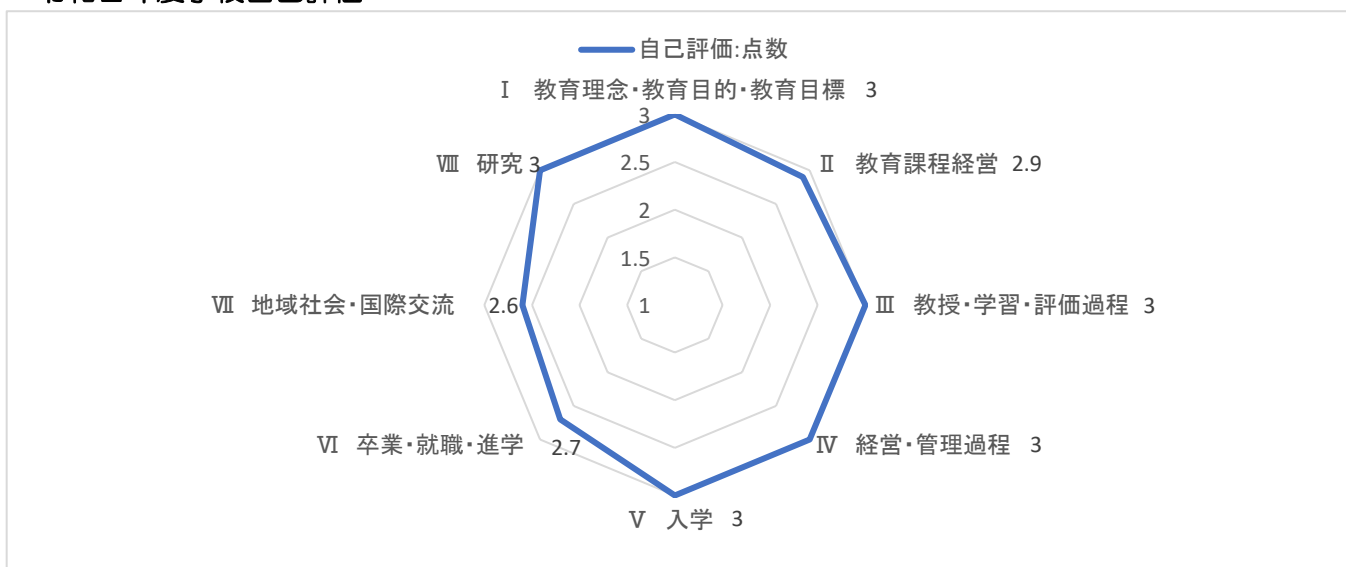 自己評価:点数
Ⅰ 教育理念・教育目的・教育目標 3
Ⅱ 教育課程経営 2.9
Ⅲ 教授・学習・評価過程 3
Ⅳ 経営・管理過程 3
Ⅴ 入学 3
Ⅵ 卒業・就職・進学 2.7
Ⅶ 地域社会・国際交流 2.6
Ⅷ 研究 3
3
2.5
2
1.5
1